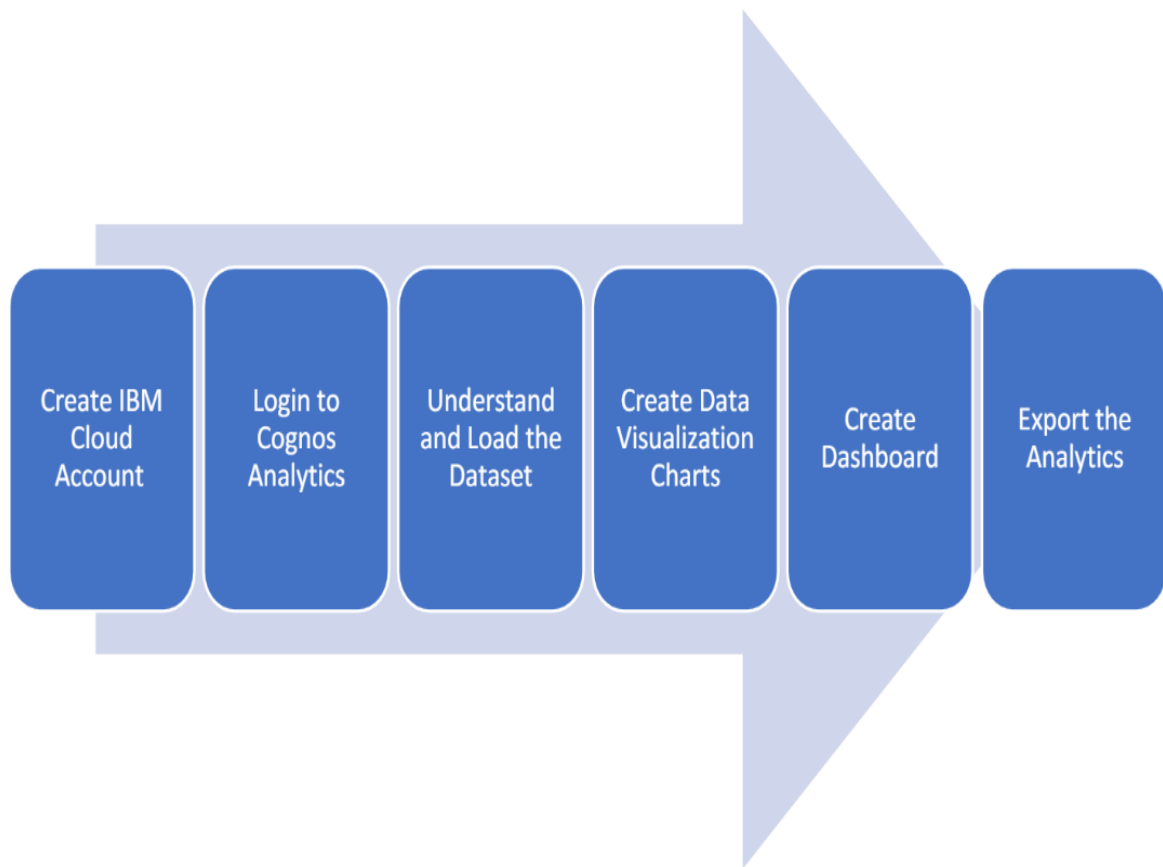 Create IBM
Cloud
Account
Login to
Cognos
Analytics
Understand
and Load the
Dataset
Create Data
Visualization
Charts
Create
Dashboard
Export the
Analytics